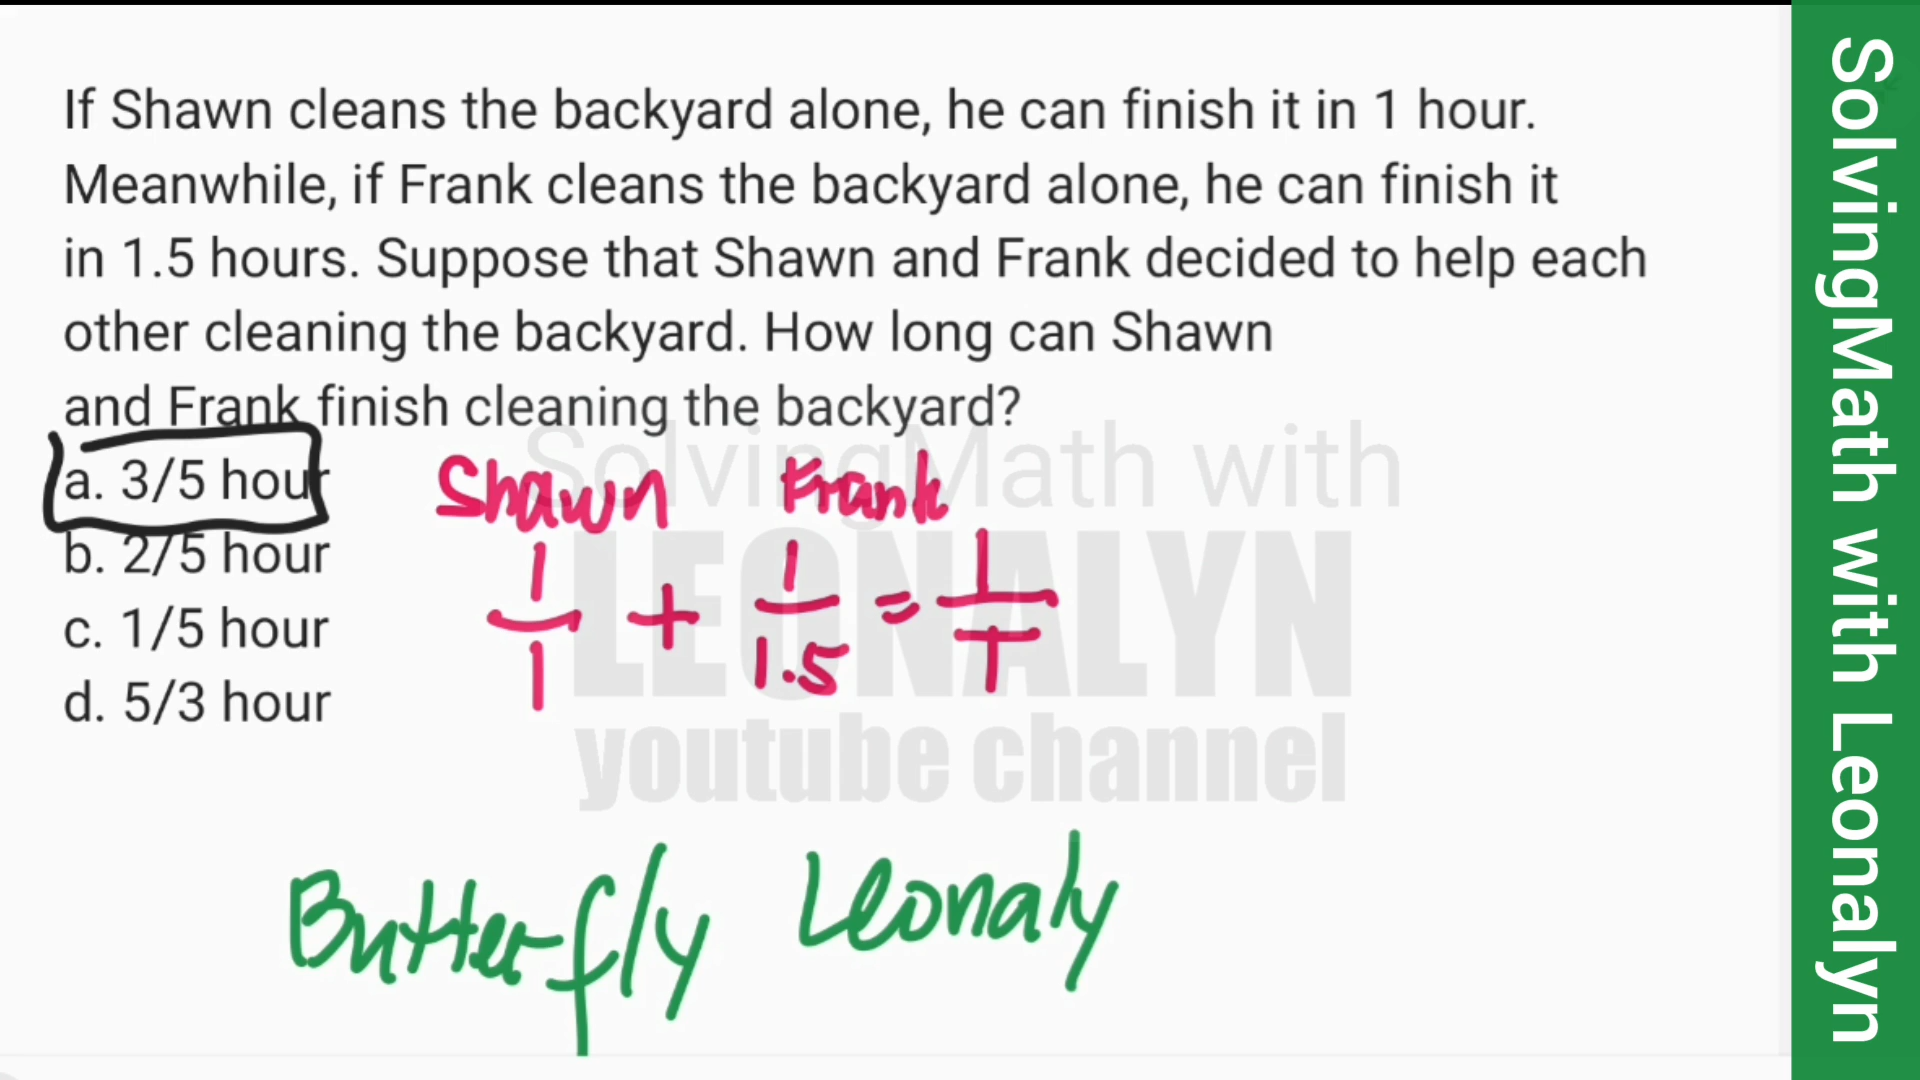 If Shawn cleans the backyard alone, he can finish it in 1 hour.
Meanwhile, if Frank cleans the backyard alone, he can finish it
in 1.5 hours. Suppose that Shawn and Frank decided to help each
other cleaning the backyard. How long can Shawn
and Frank finish cleaning the backyard?
a. 3/5 hour
b. 2/5 hour
c. 1/5 hour
d. 5/3 hour
Shawn Frank
1/1 + 1/1.5 = 1/T
SolvingMath with
LEONALYN
youtube channel
Butterfly Leonaly
SolvingMath with Leonalyn